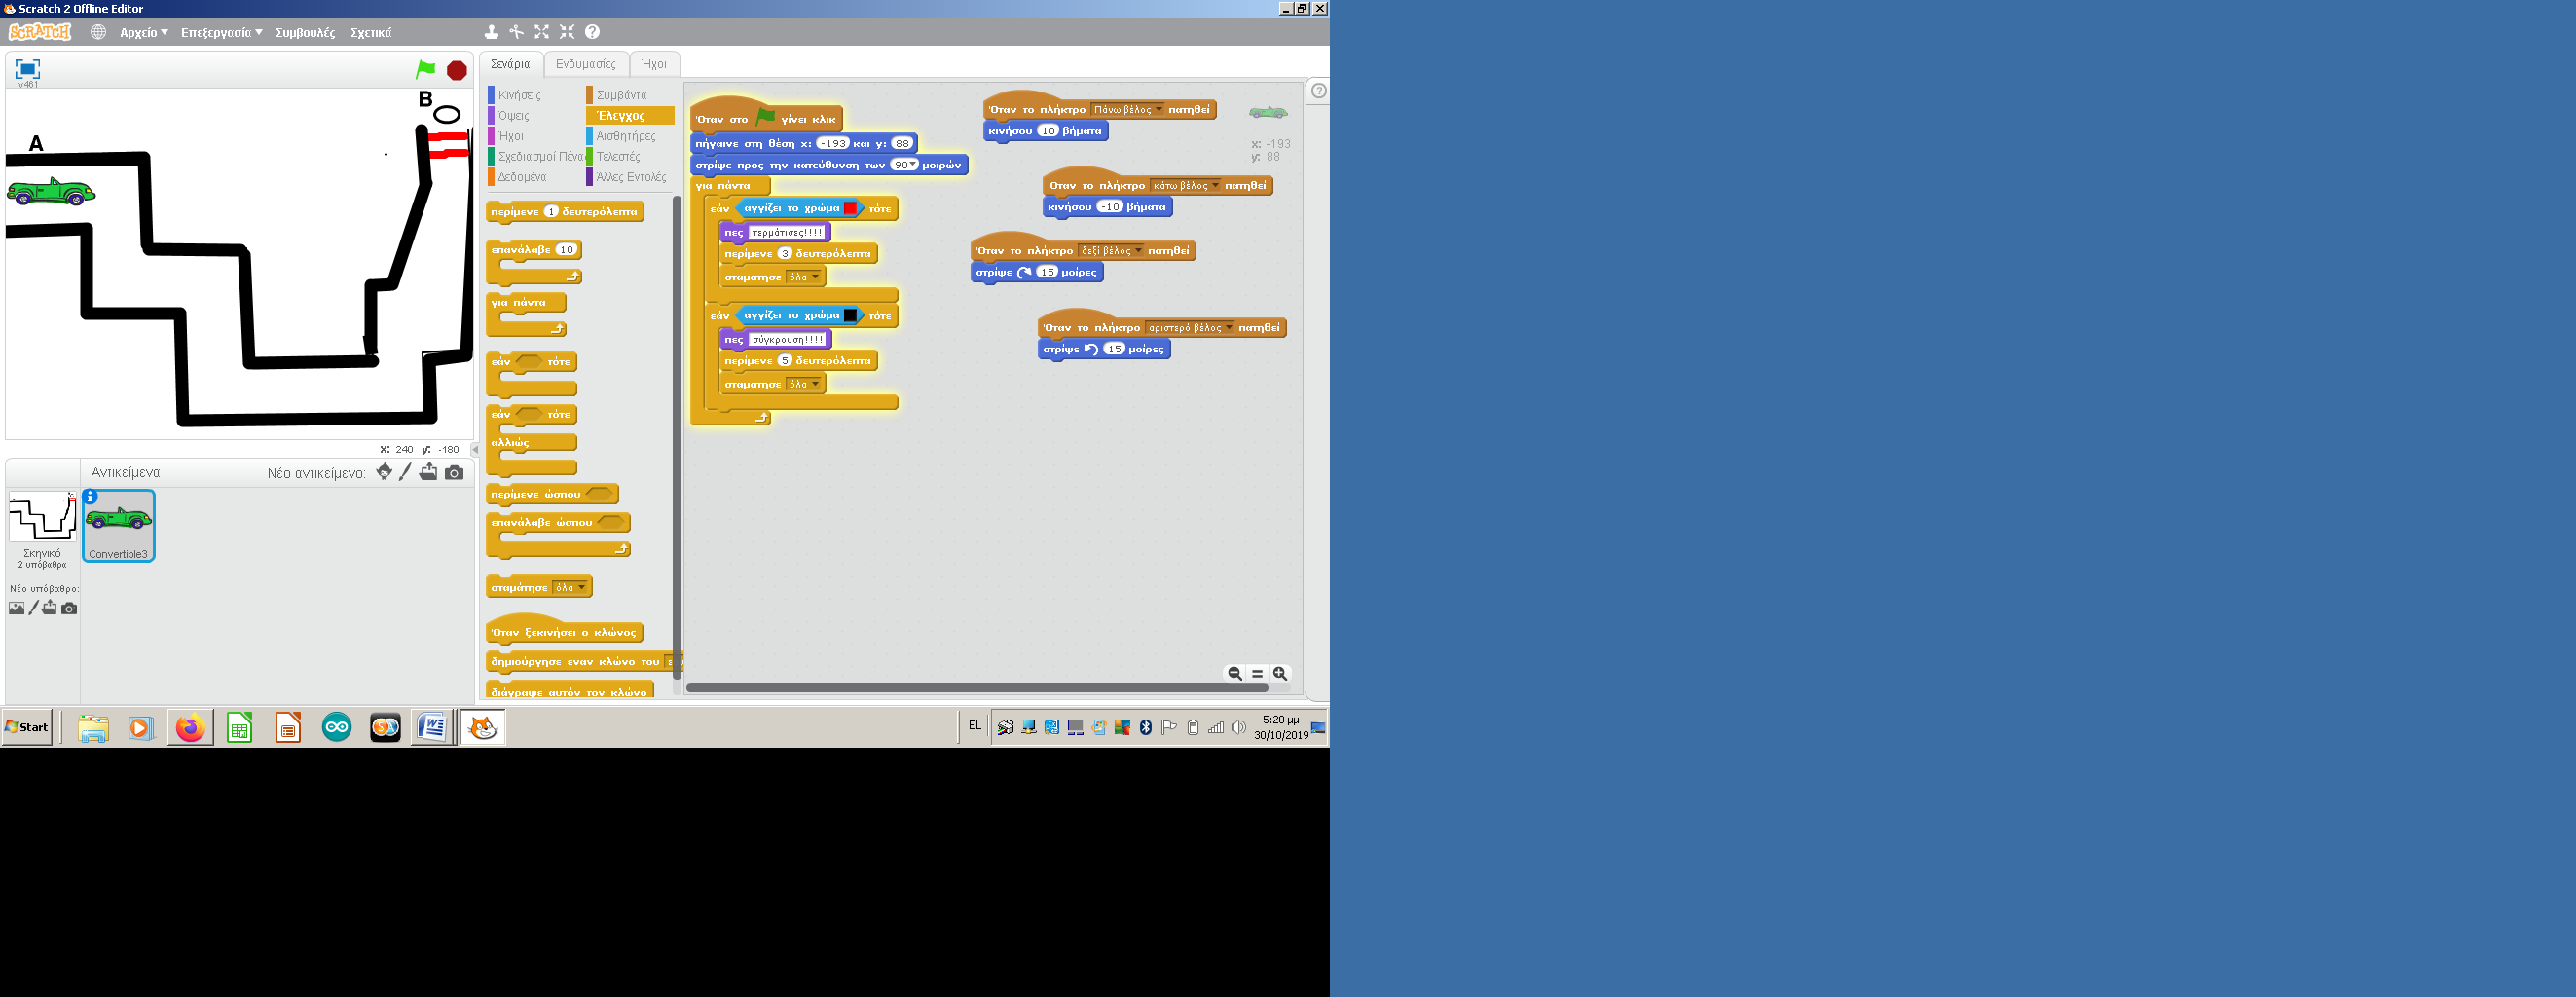 Scratch 2 Offline Editor
SCRATCH
Αρχείο
Επεξεργασία
Συμβουλές
Σχετικά
v461
B
A
x: 240 y: -180
Αντικείμενα
Νέο αντικείμενο:
Σκηνικό
2 υπόβαθρα
Νέο υπόβαθρο:
Convertible3
Σενάρια
Ενδυμασίες
Ήχοι
Κινήσεις
Όψεις
Ήχοι
Σχεδιασμοί Πένας
Δεδομένα
Συμβάντα
Έλεγχος
Αισθητήρες
Τελεστές
Άλλες Εντολές
περίμενε 1 δευτερόλεπτα
επανάλαβε 10
για πάντα
εάν τότε
εάν τότε
αλλιώς
περίμενε ώσπου
επανάλαβε ώσπου
σταμάτησε όλα
Όταν ξεκινήσει ο κλώνος
δημιούργησε έναν κλώνο του
διάγραψε αυτόν τον κλώνο
Όταν στο γίνει κλίκ
πήγαινε στη θέση x: -193 και y: 88
στρίψε προς την κατεύθυνση των 90 μοιρών
για πάντα
εάν αγγίζει το χρώμα τότε
πες τερμάτισες!!!!
περίμενε 3 δευτερόλεπτα
σταμάτησε όλα
εάν αγγίζει το χρώμα τότε
πες σύγκρουση!!!!
περίμενε 5 δευτερόλεπτα
σταμάτησε όλα
Όταν το πλήκτρο Πάνω βέλος πατηθεί
κινήσου 10 βήματα
Όταν το πλήκτρο κάτω βέλος πατηθεί
κινήσου -10 βήματα
Όταν το πλήκτρο δεξί βέλος πατηθεί
στρίψε 15 μοίρες
Όταν το πλήκτρο αριστερό βέλος πατηθεί
στρίψε 15 μοίρες
x: -193
y: 88
Start
EL
5:20 μμ
30/10/2019